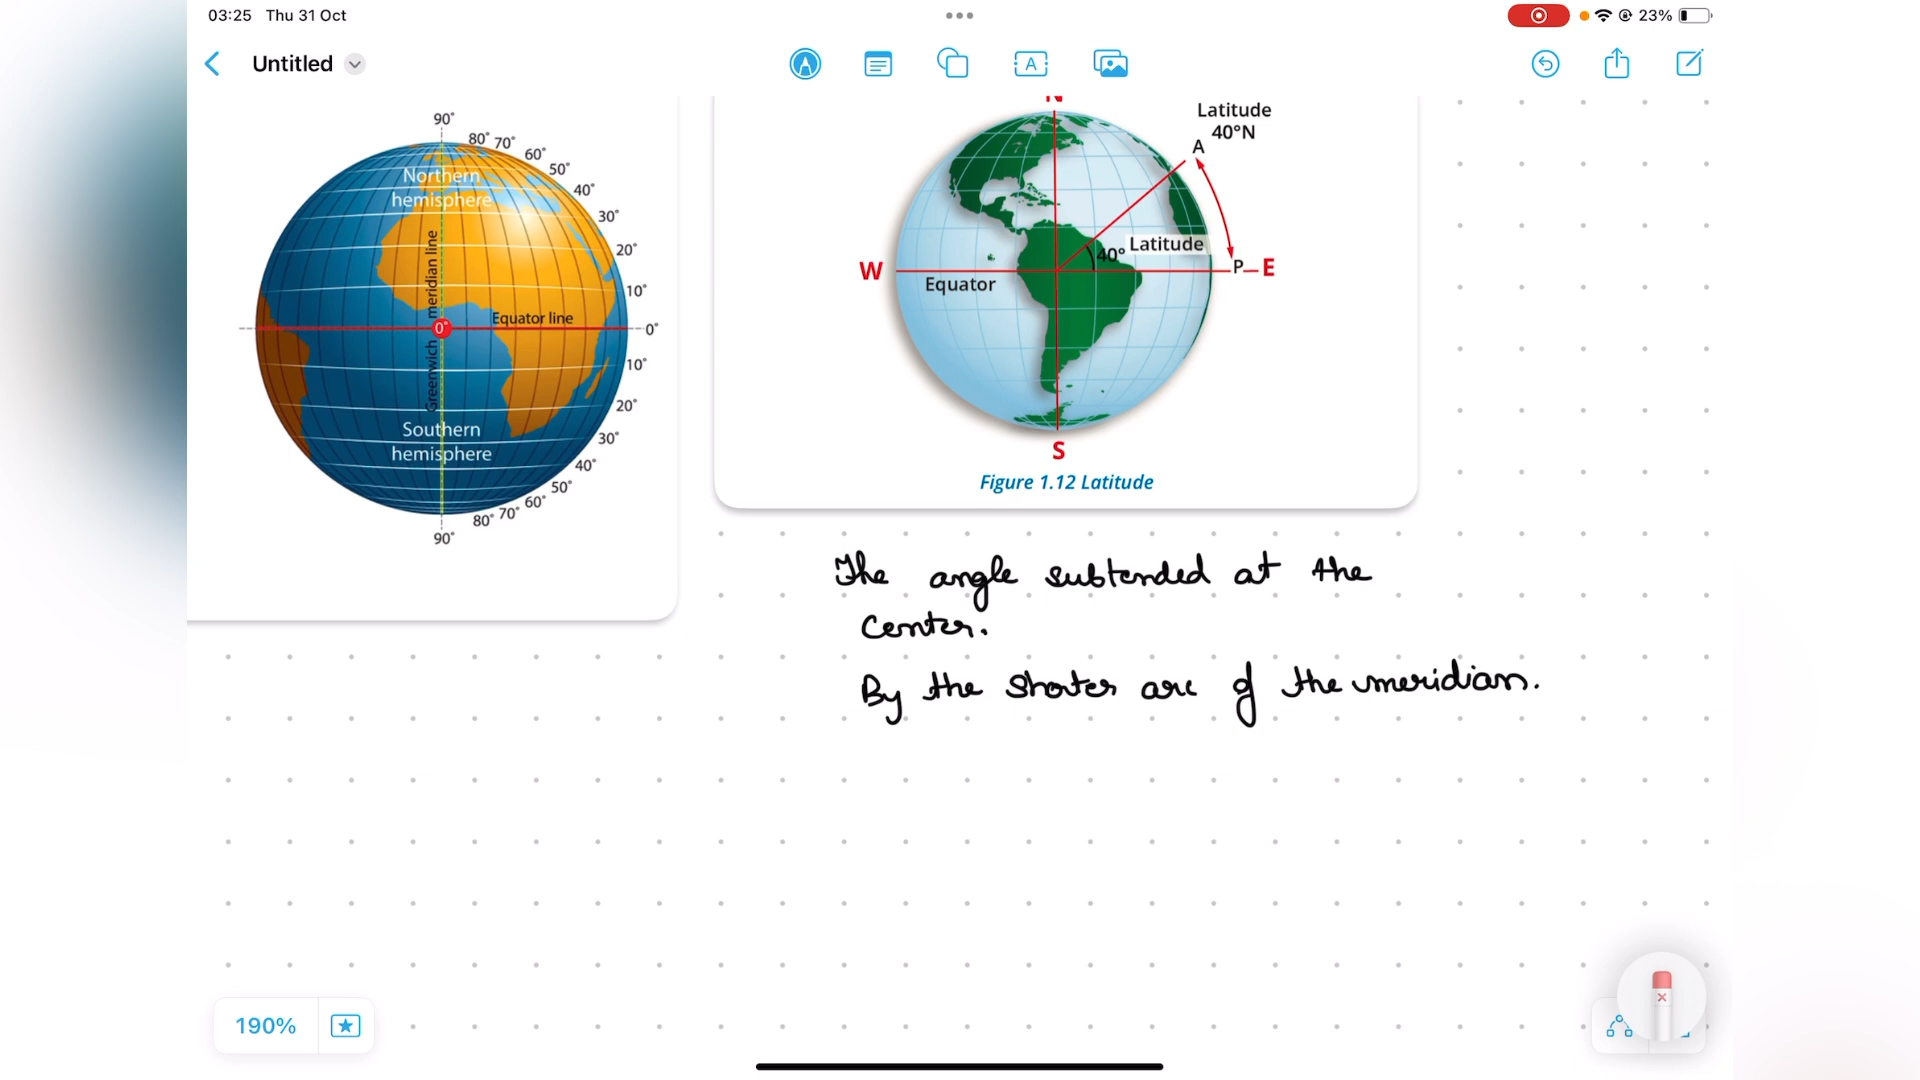 03:25 Thu 31 Oct
23%
Untitled
A
90°
80° 70°
60°
50°
40°
30°
20°
10°
0°
10°
20°
30°
40°
50°
60°
70°
80°
90°
Northern
hemisphere
Greenwich meridian line
0°
Equator line
Southern
hemisphere
N
Latitude
40°N
A
40° Latitude
W
Equator
P E
S
Figure 1.12 Latitude
The angle subtended at the
center.
By the shorter arc of the meridian.
190%